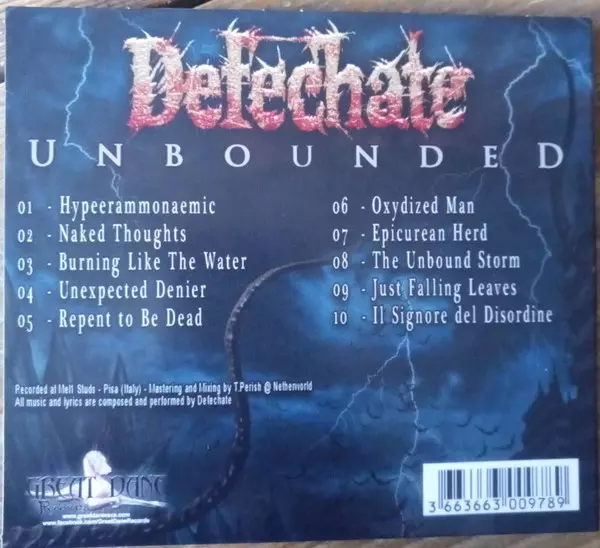 Defechate
UNBOUNDED
01 - Hypeerammonaemic
02 - Naked Thoughts
03 - Burning Like The Water
04 - Unexpected Denier
05 - Repent to Be Dead
06 - Oxydized Man
07 - Epicurean Herd
08 - The Unbound Storm
09 - Just Falling Leaves
10 - Il Signore del Disordine
Recorded at Melt Studs - Pisa (Italy) - Mastering and Mixing by T.Perish @ Nethenvorld
All music and lyrics are composed and performed by Defechate
GREAT DANE
Records
3 663663 009789